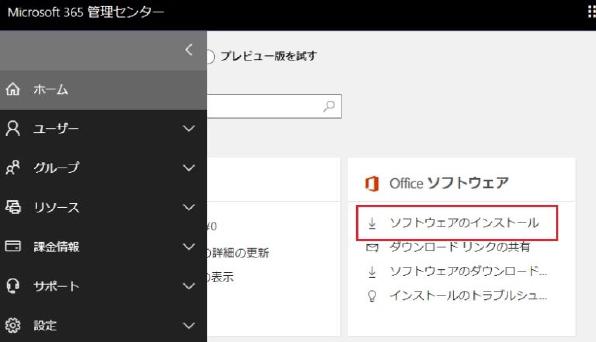 Microsoft 365 管理センター
プレビュー版を試す
ホーム
ユーザー
グループ
リソース
課金情報
サポート
設定
¥0
の詳細の更新
の表示
Office ソフトウェア
ソフトウェアのインストール
ダウンロード リンクの共有
ソフトウェアのダウンロード...
インストールのトラブルシュ...